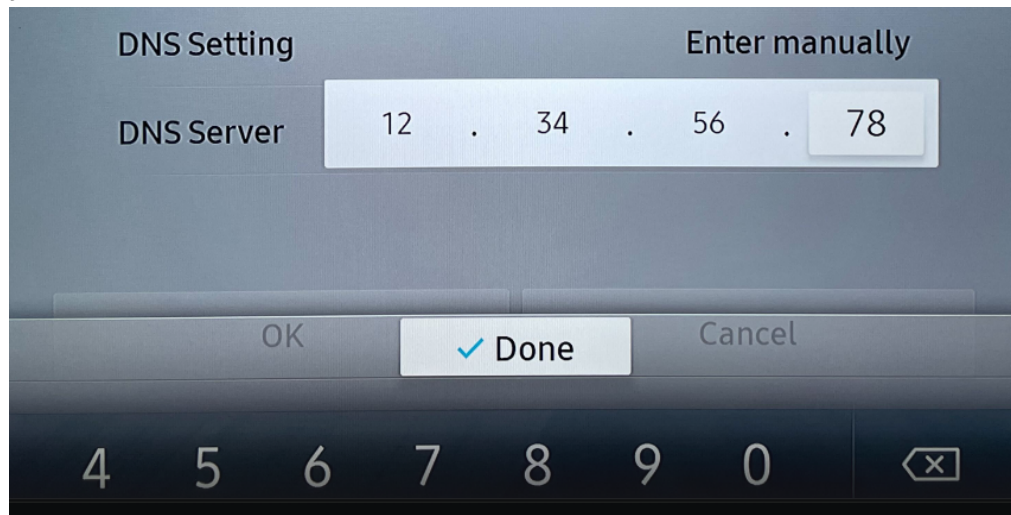 DNS Setting Enter manually
DNS Server 12 . 34 . 56 . 78
OK Done Cancel
4 5 6 7 8 9 0